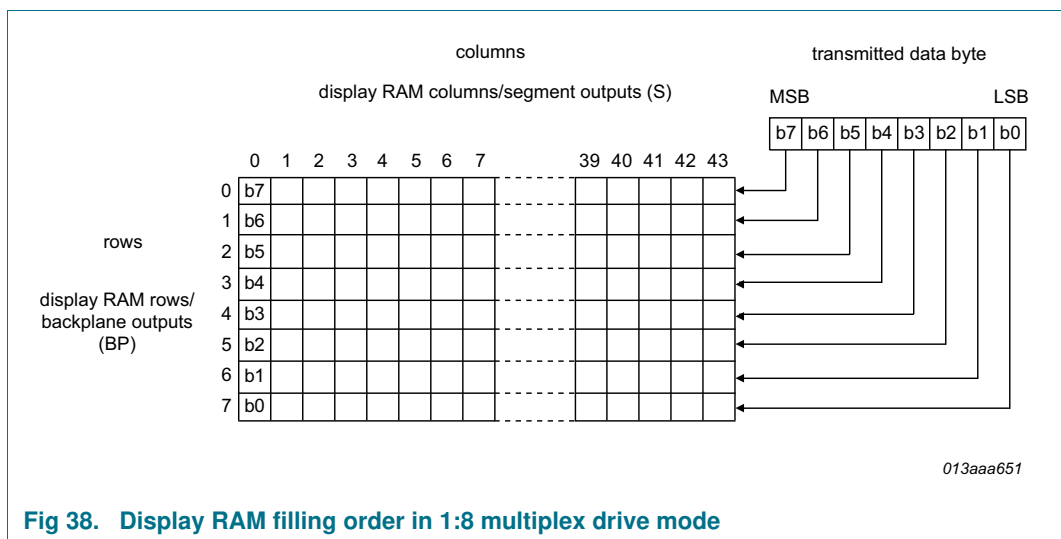 columns
transmitted data byte
display RAM columns/segment outputs (S)
MSB LSB
b7 b6 b5 b4 b3 b2 b1 b0
0 1 2 3 4 5 6 7 39 40 41 42 43
0 b7
1 b6
rows
2 b5
3 b4
display RAM rows/
backplane outputs
(BP)
4 b3
5 b2
6 b1
7 b0
013aaa651
Fig 38. Display RAM filling order in 1:8 multiplex drive mode